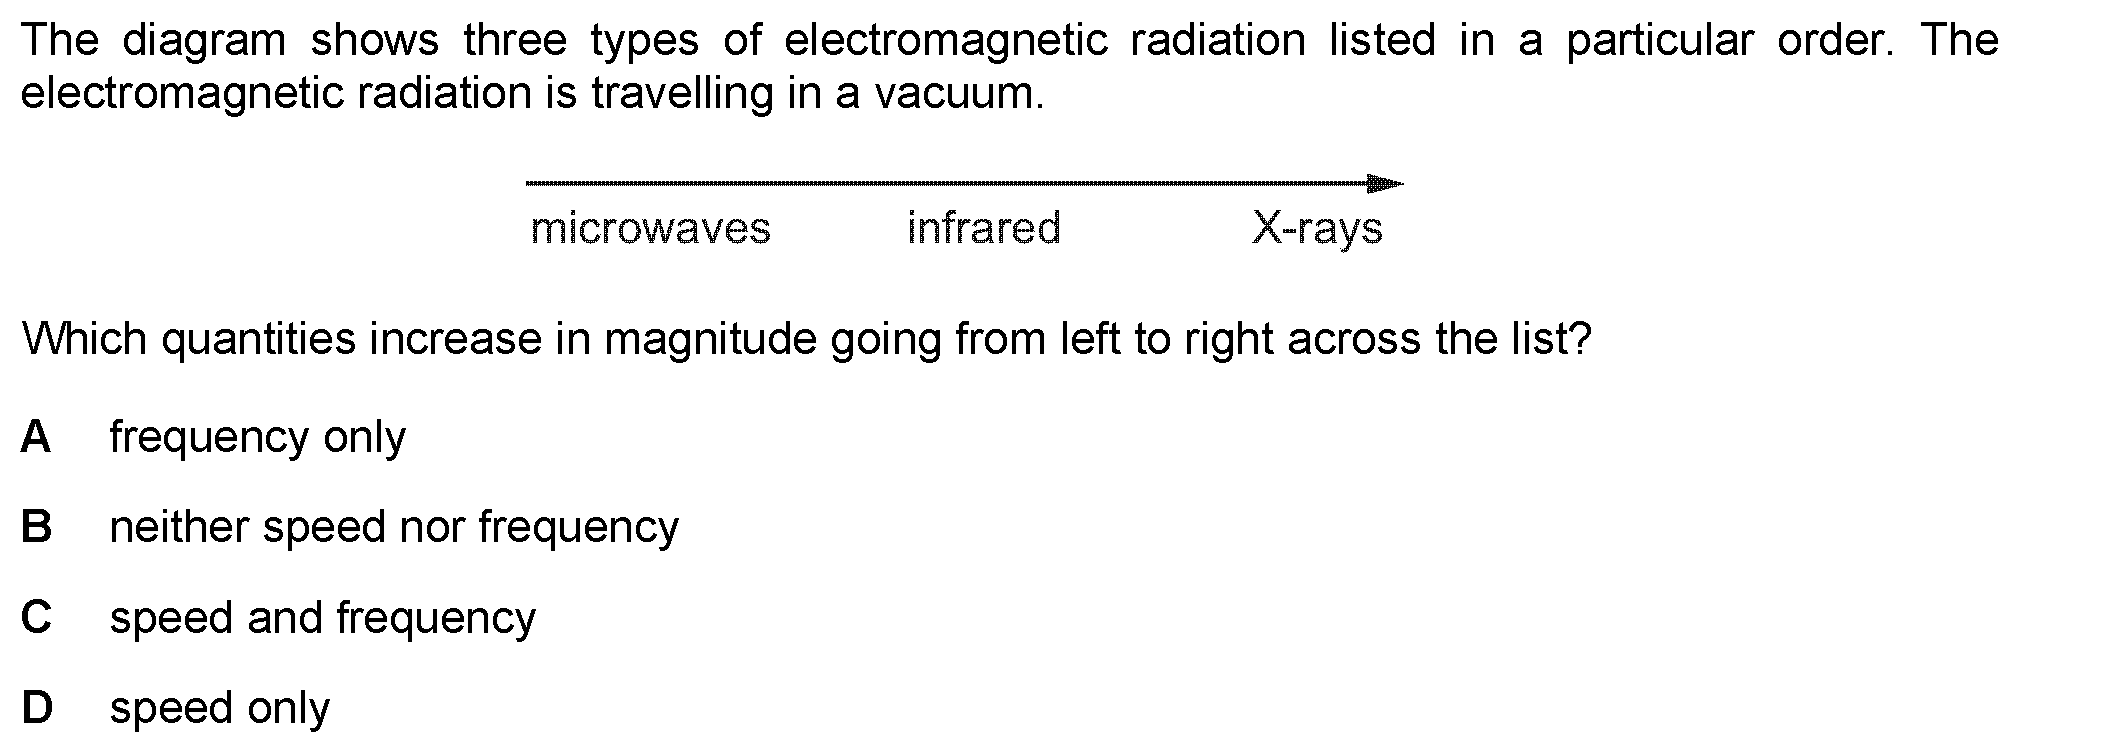 The diagram shows three types of electromagnetic radiation listed in a particular order. The
electromagnetic radiation is travelling in a vacuum.
microwaves infrared X-rays
Which quantities increase in magnitude going from left to right across the list?
A frequency only
B neither speed nor frequency
C speed and frequency
D speed only